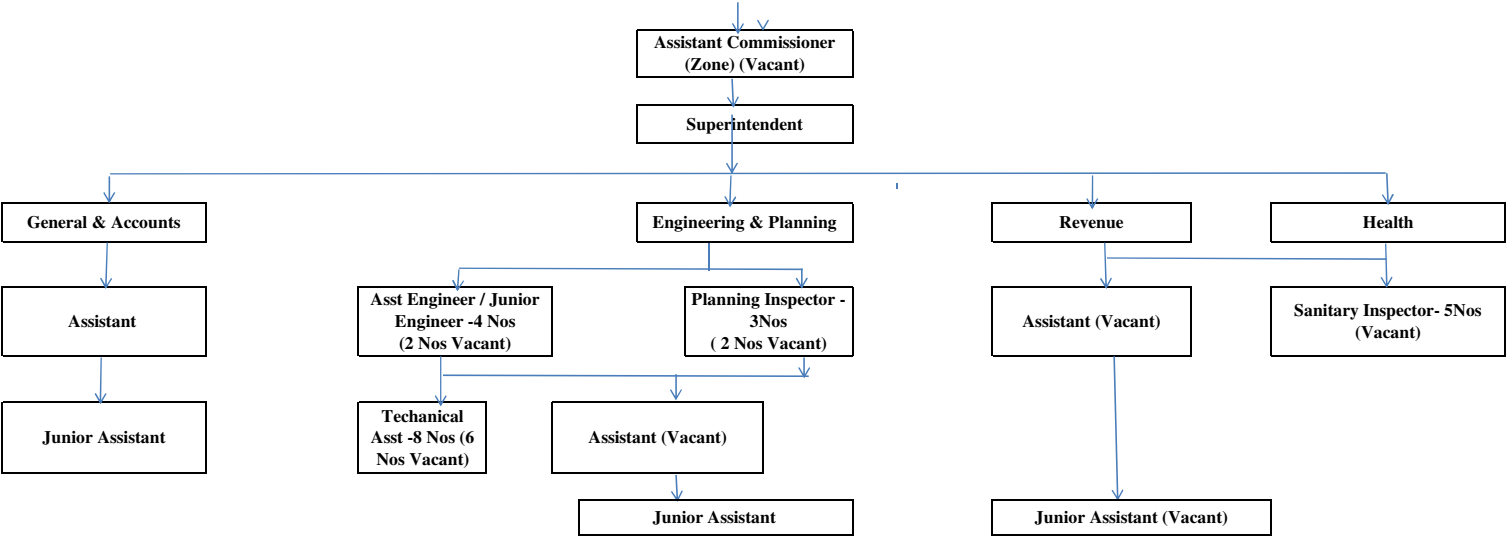 Assistant Commissioner
(Zone) (Vacant)
Superintendent
General & Accounts
Engineering & Planning
Revenue
Health
Assistant
Asst Engineer / Junior
Engineer -4 Nos
(2 Nos Vacant)
Planning Inspector -
3Nos
( 2 Nos Vacant)
Assistant (Vacant)
Sanitary Inspector- 5Nos
(Vacant)
Junior Assistant
Techanical
Asst -8 Nos (6
Nos Vacant)
Assistant (Vacant)
Junior Assistant
Junior Assistant (Vacant)